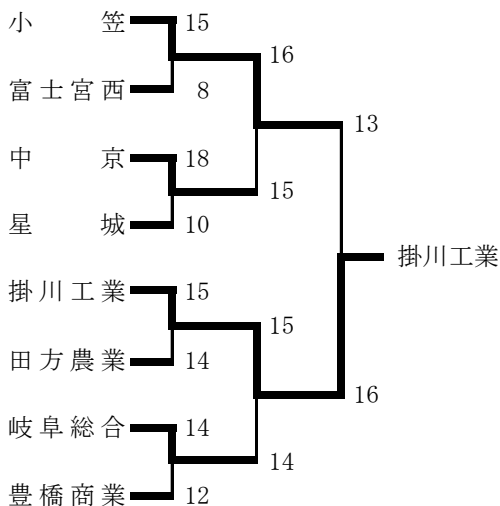 小笠 15
16
富士宮西 8
13
中京 18
15
星城 10
掛川工業
掛川工業 15
15
田方農業 14
16
岐阜総合 14
14
豊橋商業 12